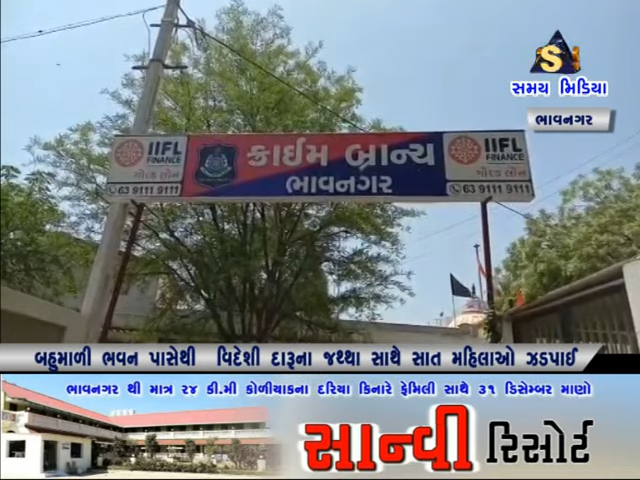 S
સમય મિડિયા
ભાવનગર
IIFL
FINANCE
ગોલ્ડ લોન
63 9111 9111
ક્રાઈમ બ્રાન્ચ
ભાવનગર
IIFL
FINANCE
ગોલ્ડ લોન
63 9111 9111
બહુમાળી ભવન પાસેથી વિદેશી દારૂના જથ્થા સાથે સાત મહિલાઓ ઝડપાઈ
ભાવનગર થી માત્ર ૨૪ કી.મી કોળીયાકના દરિયા કિનારે ફેમિલી સાથે ૩૧ ડિસેમ્બર માણો
સાન્વી રિસોર્ટ